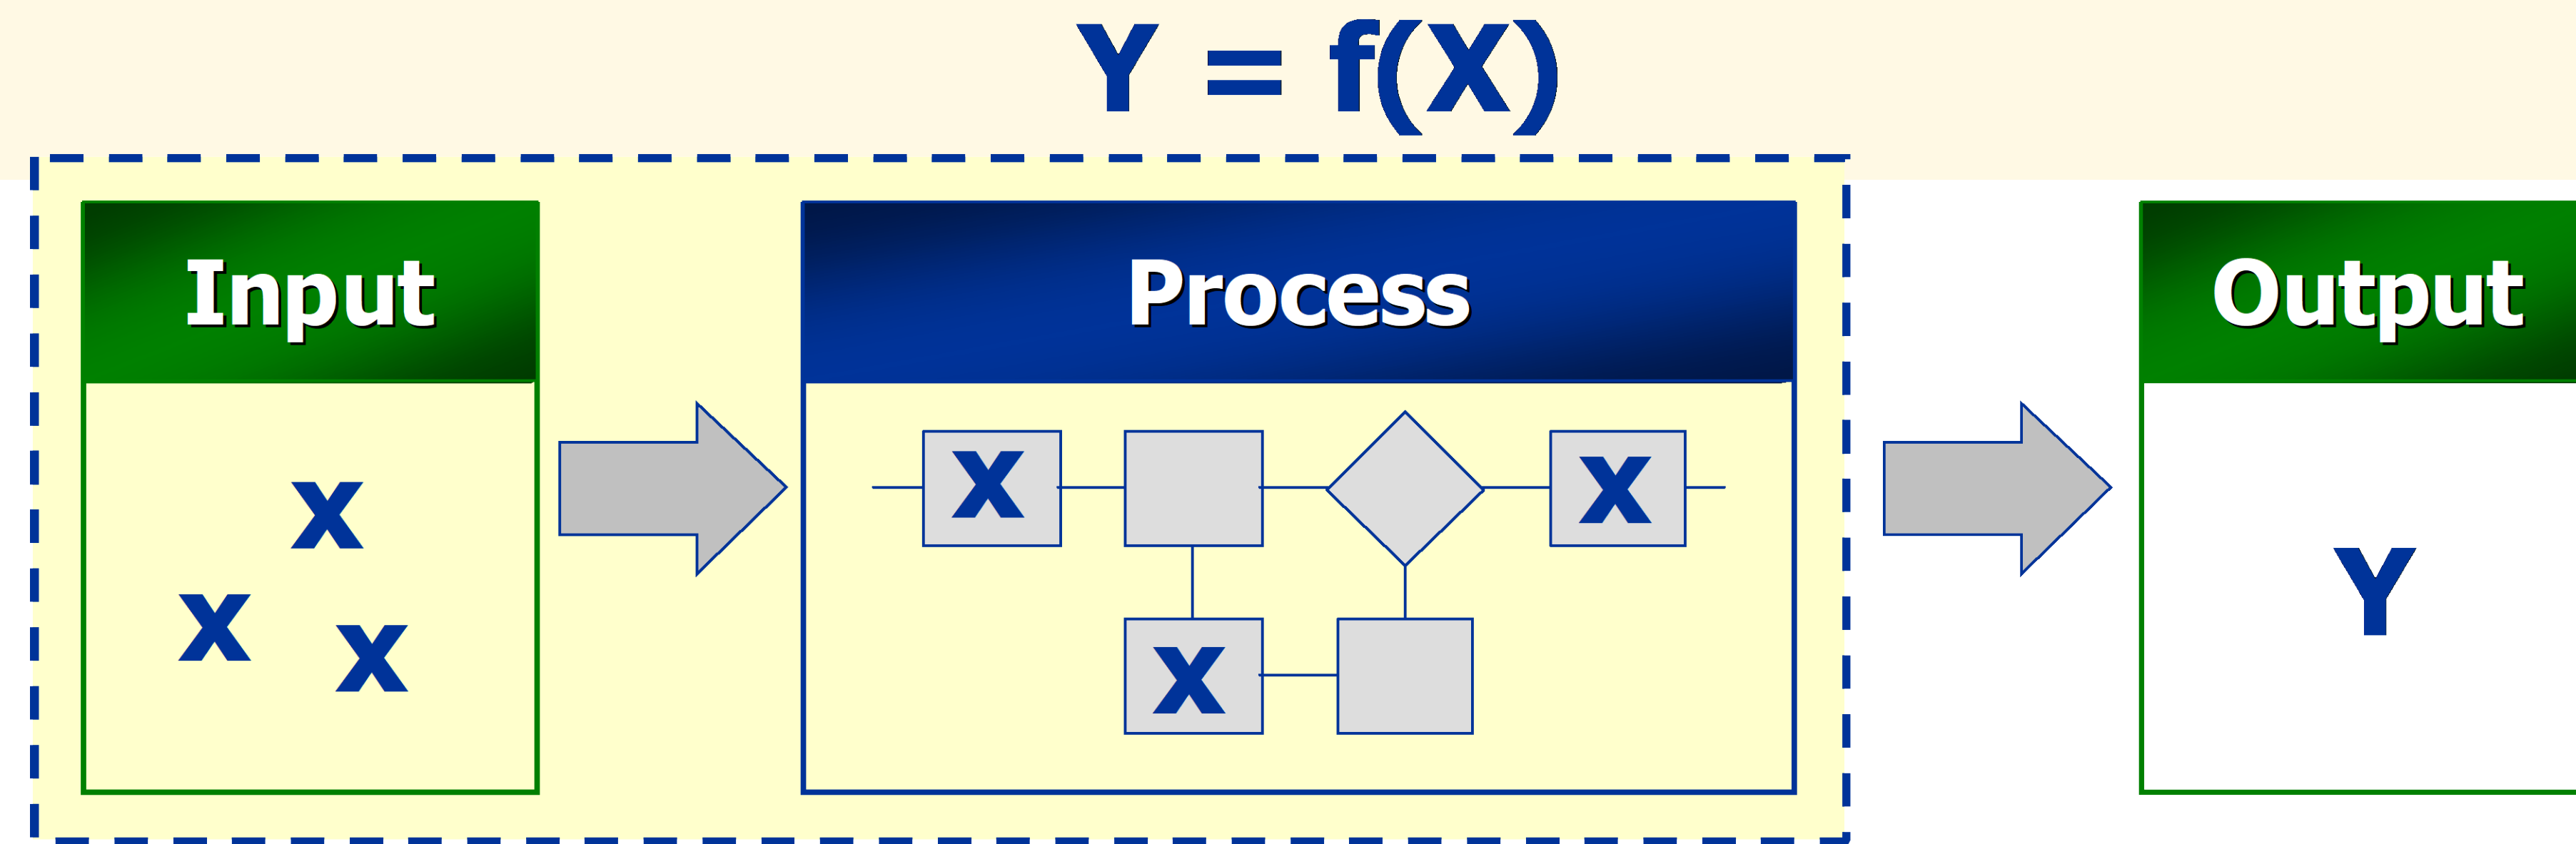 Y = f(X)
Input
Process
Output
X
X
X
X
X
X
Y